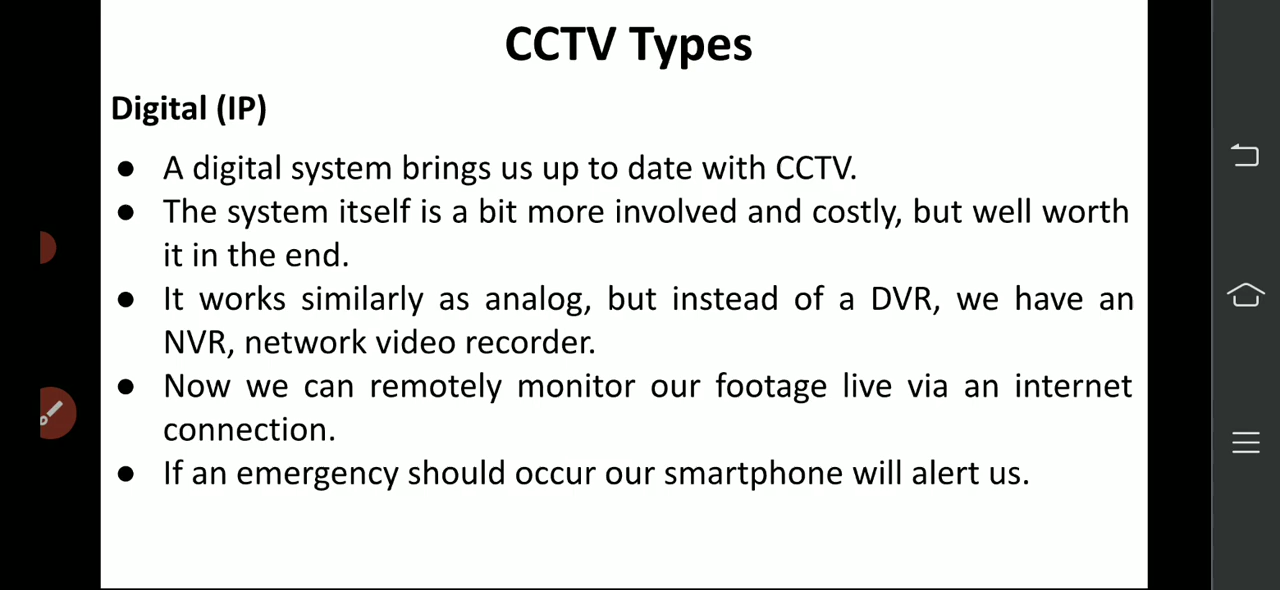 CCTV Types
Digital (IP)
● A digital system brings us up to date with CCTV.
● The system itself is a bit more involved and costly, but well worth
it in the end.
● It works similarly as analog, but instead of a DVR, we have an
NVR, network video recorder.
● Now we can remotely monitor our footage live via an internet
connection.
● If an emergency should occur our smartphone will alert us.